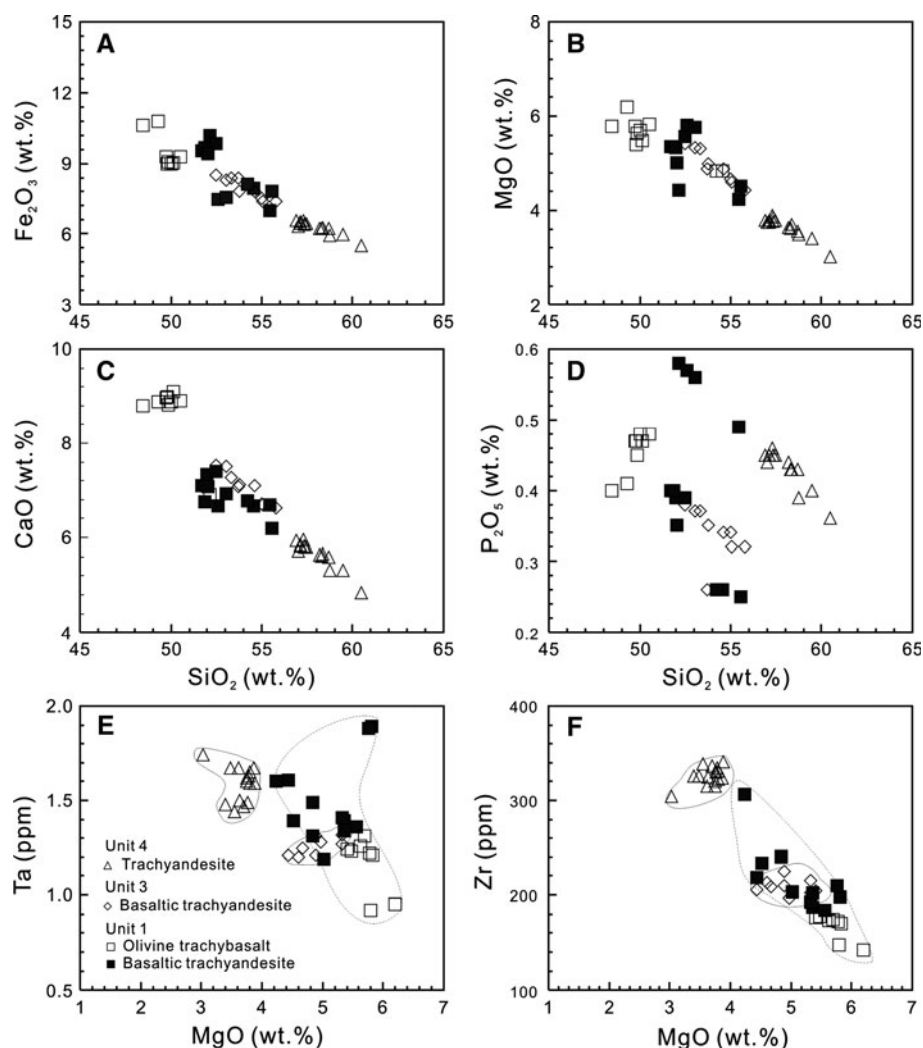 A
Fe₂O₃ (wt.%)
15
12
9
6
3
45 50 55 60 65
B
MgO (wt.%)
8
6
4
2
45 50 55 60 65
C
CaO (wt.%)
10
8
6
4
45 50 55 60 65
SiO₂ (wt.%)
D
P₂O₅ (wt.%)
0.6
0.5
0.4
0.3
0.2
45 50 55 60 65
SiO₂ (wt.%)
E
Ta (ppm)
2.0
1.5
1.0
0.5
Unit 4
Trachyandesite
Unit 3
Basaltic trachyandesite
Unit 1
Olivine trachybasalt
Basaltic trachyandesite
1 2 3 4 5 6 7
MgO (wt.%)
F
Zr (ppm)
400
300
200
100
1 2 3 4 5 6 7
MgO (wt.%)